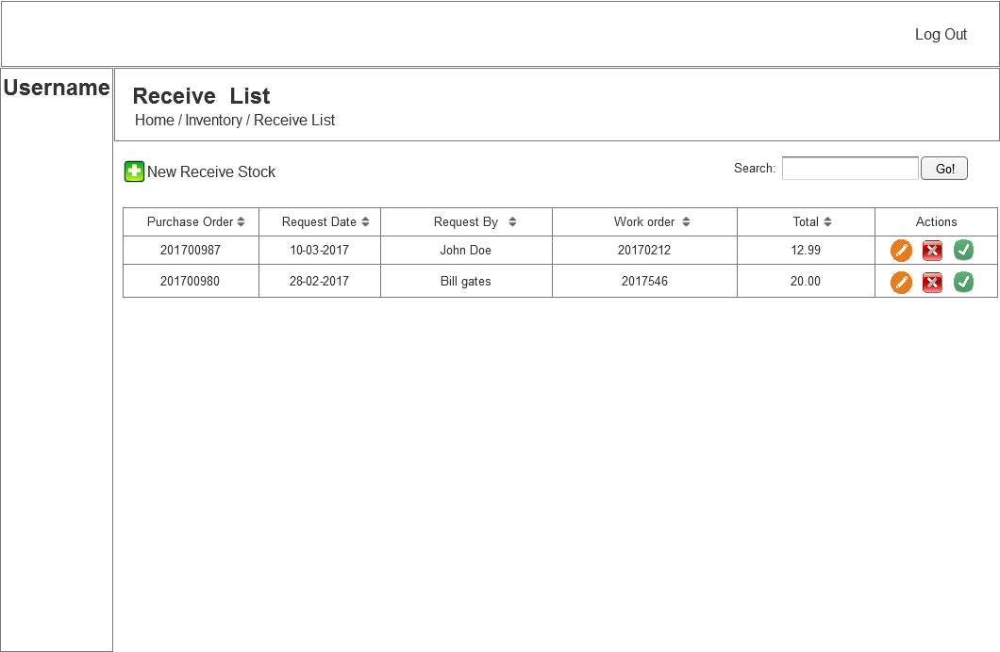 Log Out
Username
Receive List
Home / Inventory / Receive List
New Receive Stock
Search: Go!
Purchase Order Request Date Request By Work order Total Actions
201700987 10-03-2017 John Doe 20170212 12.99
201700980 28-02-2017 Bill gates 2017546 20.00